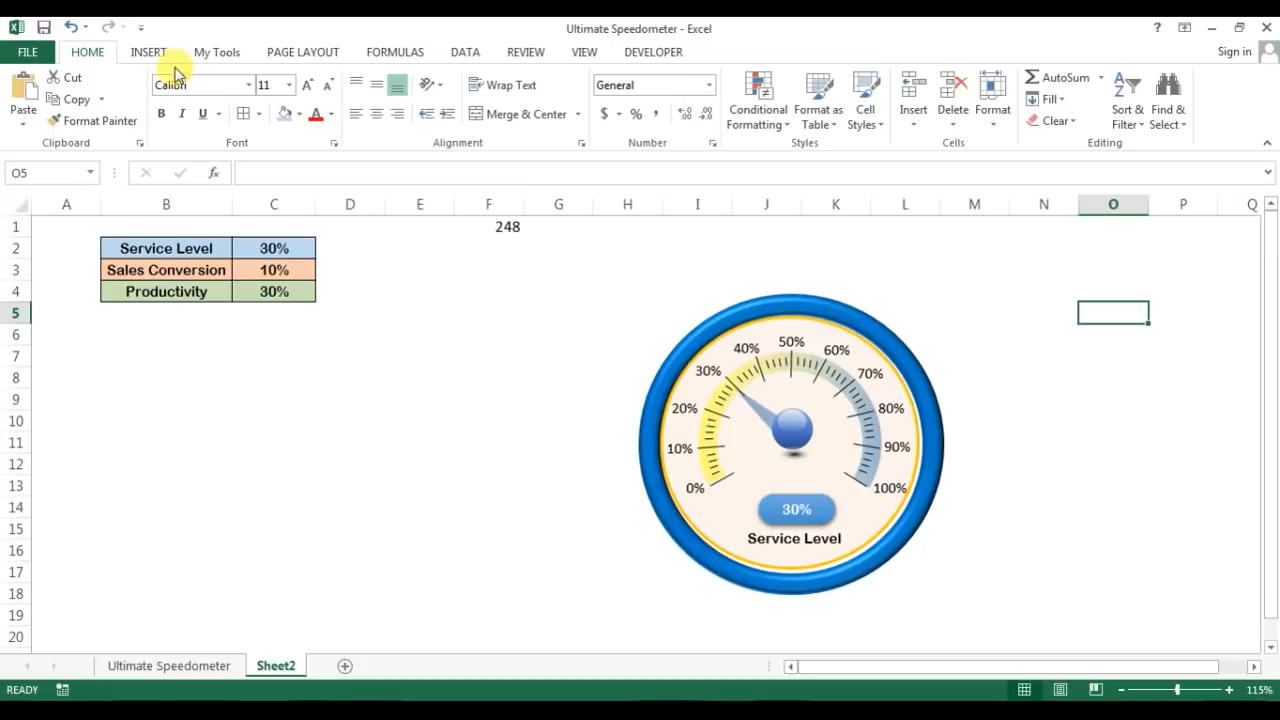 Ultimate Speedometer - Excel
?
FILE HOME INSERT My Tools PAGE LAYOUT FORMULAS DATA REVIEW VIEW DEVELOPER Sign in
Paste
Cut
Copy
Format Painter
Clipboard
Calibri 11
B I U A
Font
Wrap Text
Merge & Center
Alignment
General
$ % ,
Number
Conditional Formatting
Format as Table
Cell Styles
Styles
Insert
Delete
Format
Cells
AutoSum
Fill
Clear
Sort & Filter
Find & Select
Editing
O5 fx
A B C D E F G H I J K L M N O P Q
1 248
2 Service Level 30%
3 Sales Conversion 10%
4 Productivity 30%
5
6
7
8
9
10
11
12
13
14
15
16
17
18
19
20
0%
10%
20%
30%
40%
50%
60%
70%
80%
90%
100%
30%
Service Level
Ultimate Speedometer Sheet2
READY 115%